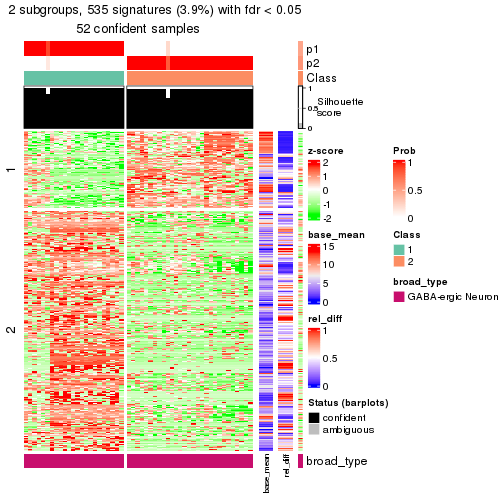 2 subgroups, 535 signatures (3.9%) with fdr < 0.05
52 confident samples
p1
p2
Class
1
0.5
0
Silhouette
score
1
2
z-score
2
1
0
-1
-2
Prob
1
0.5
0
base_mean
15
10
5
0
Class
1
2
broad_type
GABA-ergic Neuron
rel_diff
1
0.5
0
Status (barplots)
confident
ambiguous
base_mean
rel_diff
broad_type